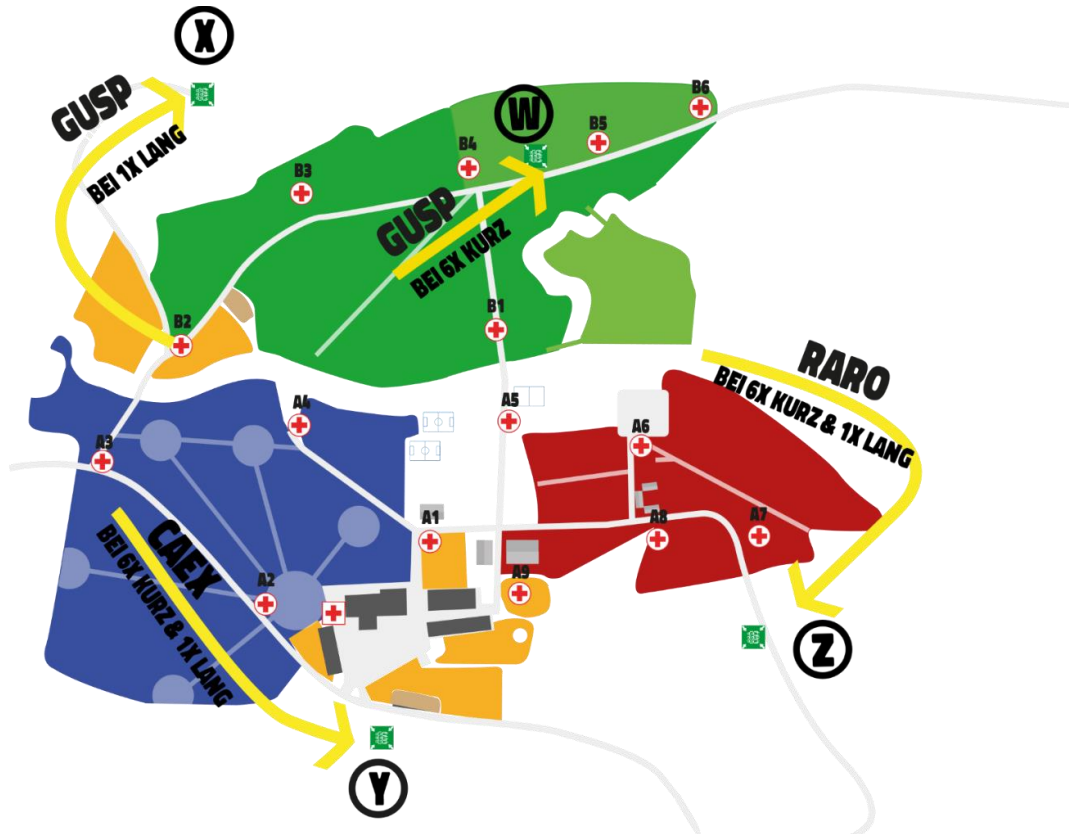 X
GUSP
BEI 1X LANG
W
B6
B5
B4
B3
GUSP
BEI 6X KURZ
B1
B2
RARO
BEI 6X KURZ & 1X LANG
A4
A5
A6
A3
A1
A8
A7
CAEX
BEI 6X KURZ & 1X LANG
A2
A9
Z
Y